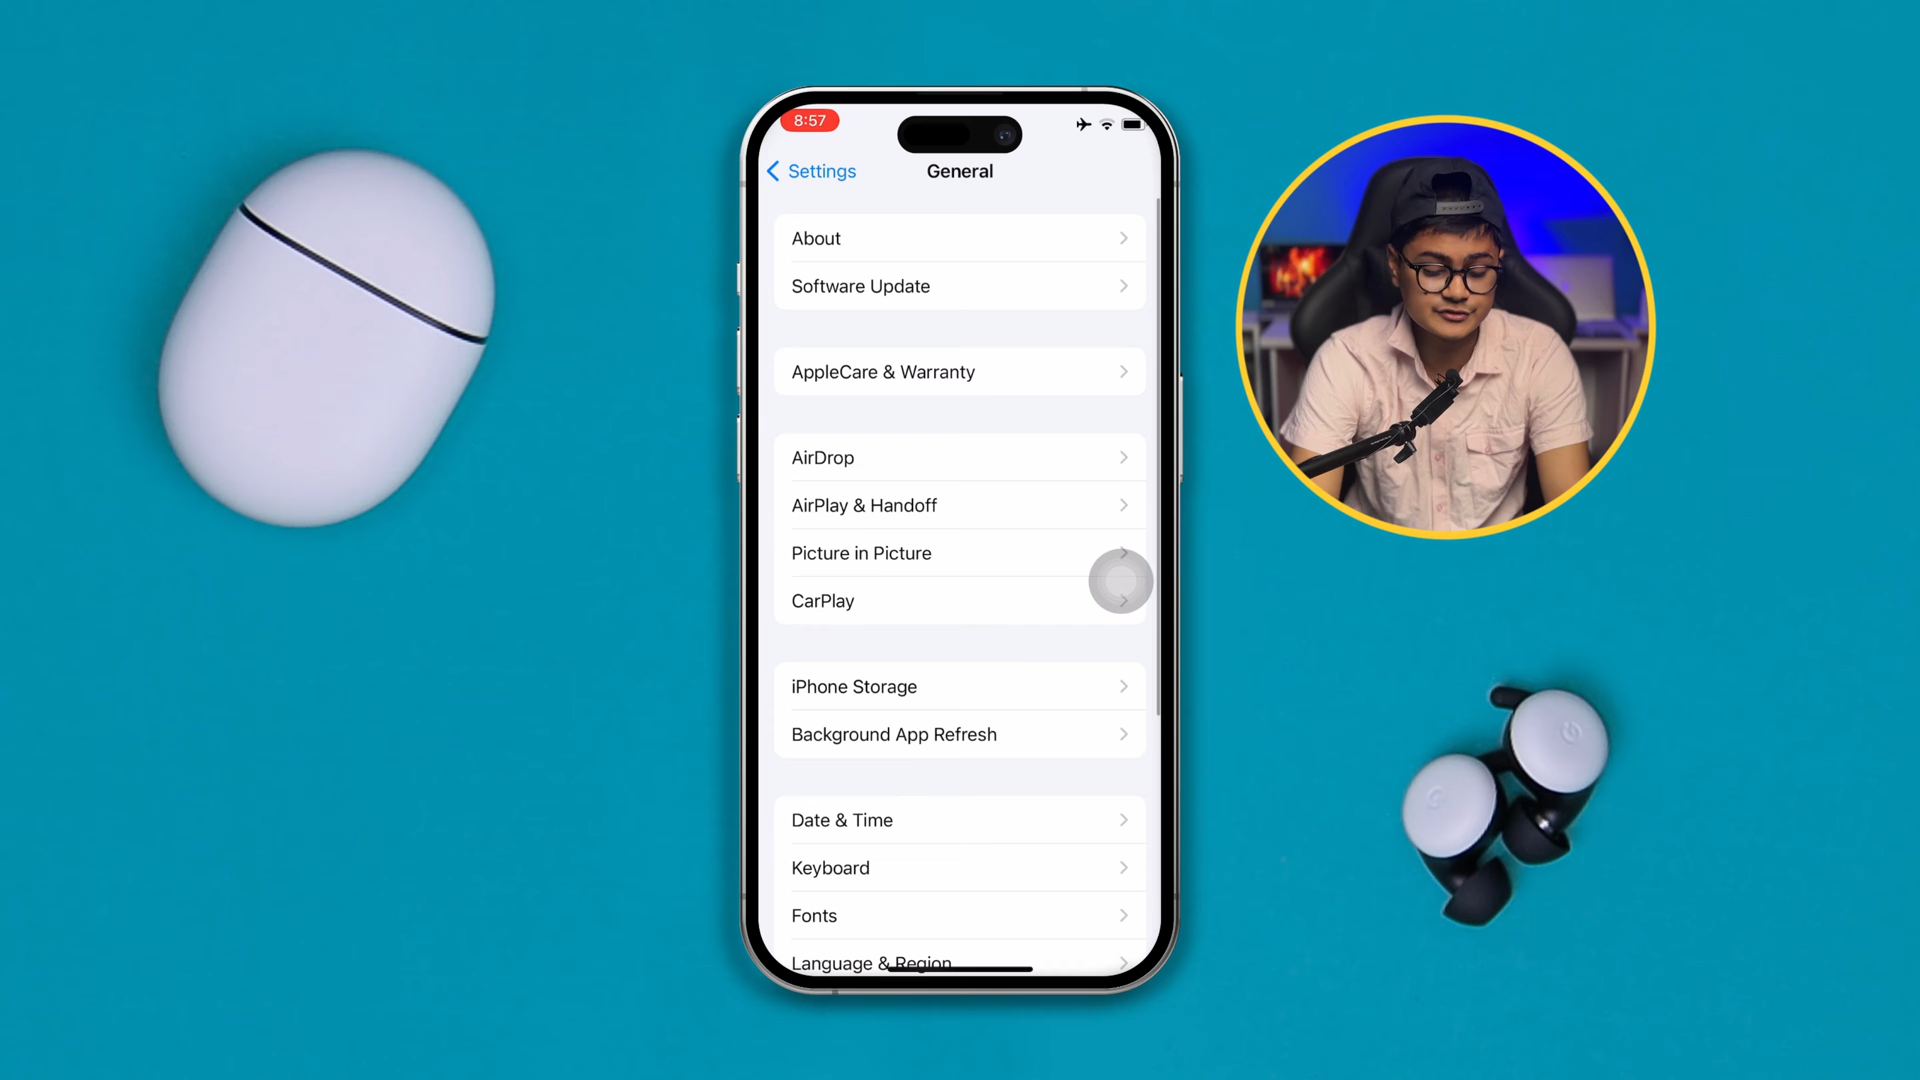 8:57
Settings
General
About
Software Update
AppleCare & Warranty
AirDrop
AirPlay & Handoff
Picture in Picture
CarPlay
iPhone Storage
Background App Refresh
Date & Time
Keyboard
Fonts
Language & Region